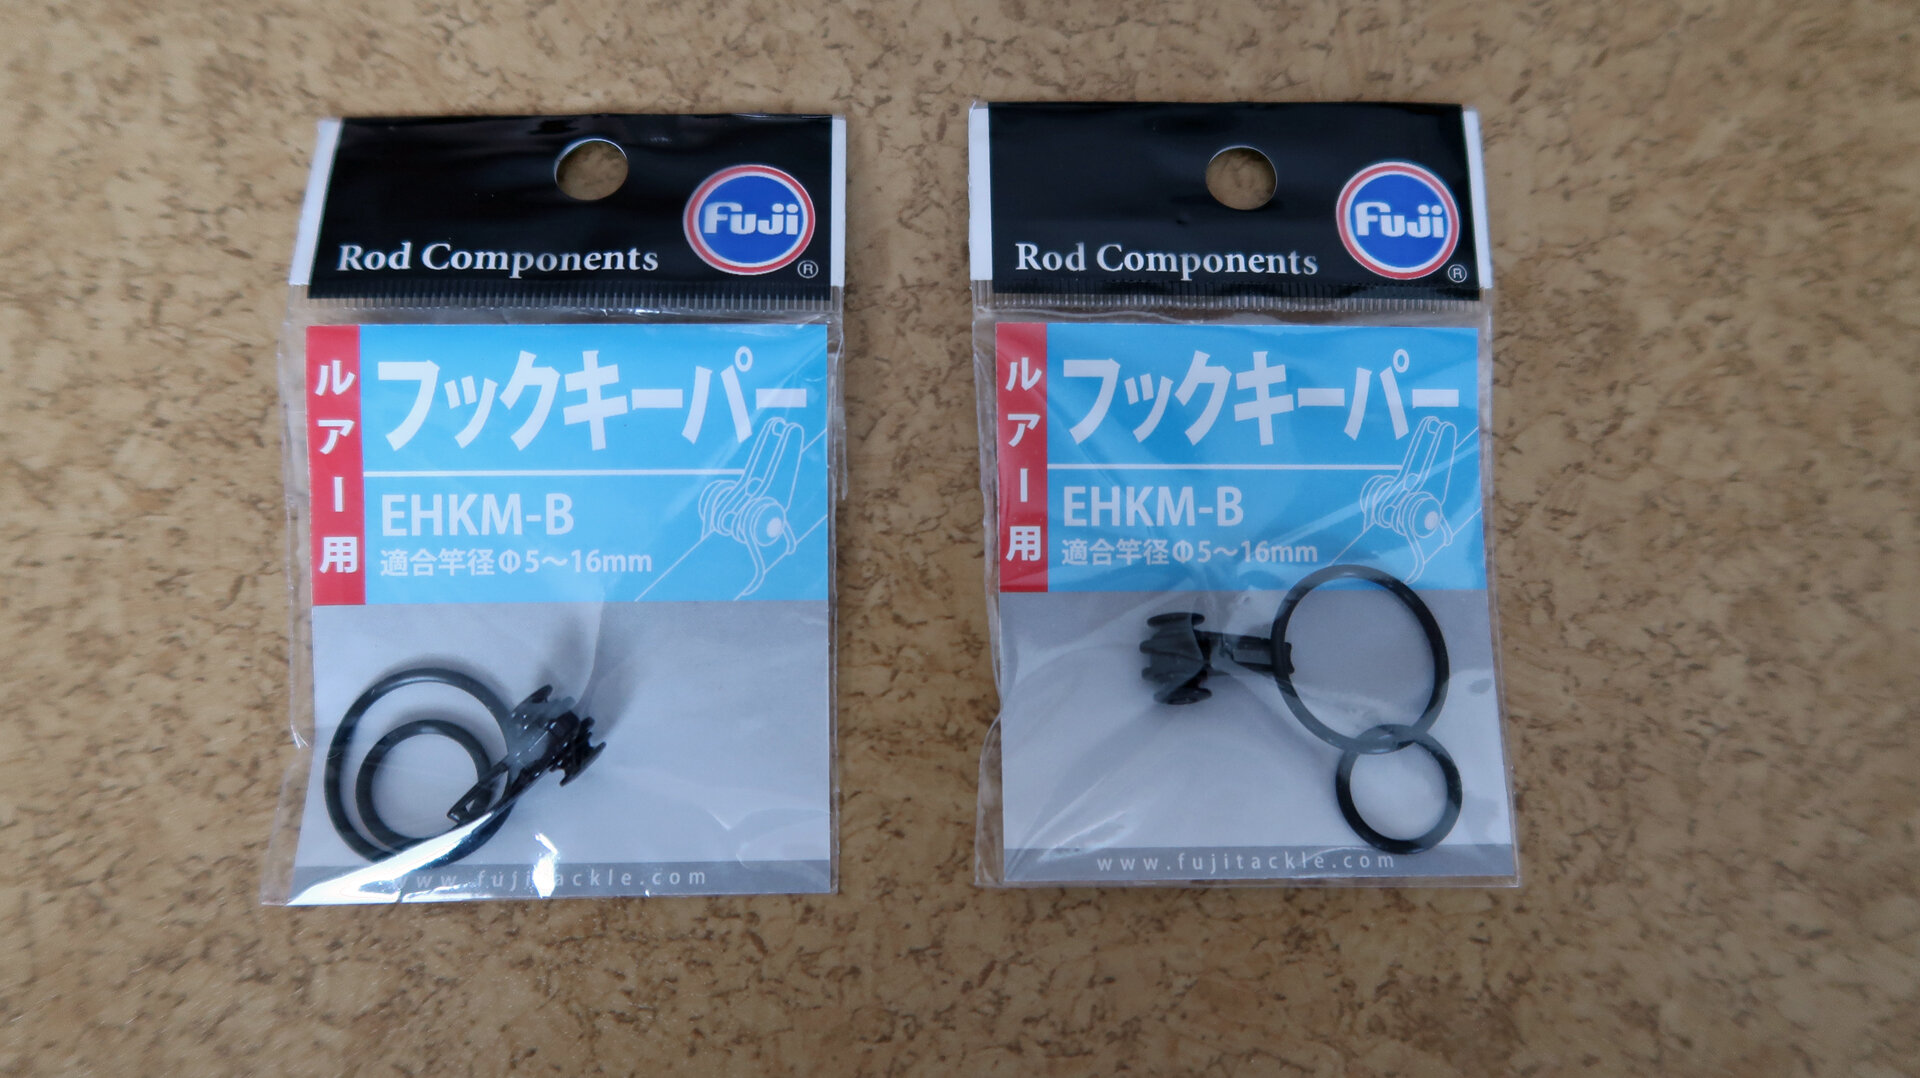 Rod Components
Fuji
®
ルアー用
フックキーパー
EHKM-B
適合竿径Φ5〜16mm
www.fujitackle.com
Rod Components
Fuji
®
ルアー用
フックキーパー
EHKM-B
適合竿径Φ5〜16mm
www.fujitackle.com